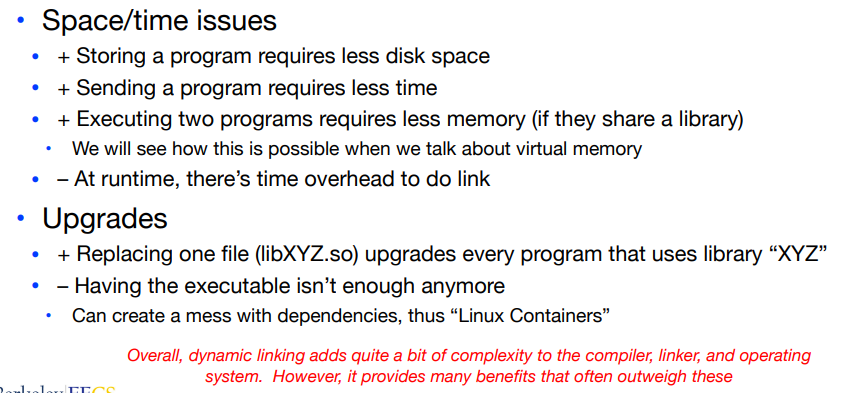 • Space/time issues
• + Storing a program requires less disk space
• + Sending a program requires less time
• + Executing two programs requires less memory (if they share a library)
• We will see how this is possible when we talk about virtual memory
• – At runtime, there’s time overhead to do link
• Upgrades
• + Replacing one file (libXYZ.so) upgrades every program that uses library “XYZ”
• – Having the executable isn’t enough anymore
• Can create a mess with dependencies, thus “Linux Containers”
Overall, dynamic linking adds quite a bit of complexity to the compiler, linker, and operating
system.  However, it provides many benefits that often outweigh these